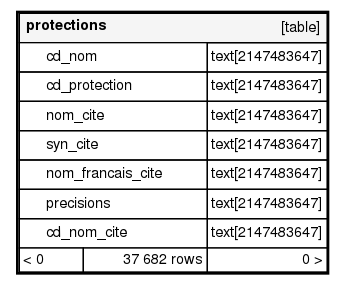 protections [table]
cd_nom text[2147483647]
cd_protection text[2147483647]
nom_cite text[2147483647]
syn_cite text[2147483647]
nom_francais_cite text[2147483647]
precisions text[2147483647]
cd_nom_cite text[2147483647]
< 0 37 682 rows 0 >